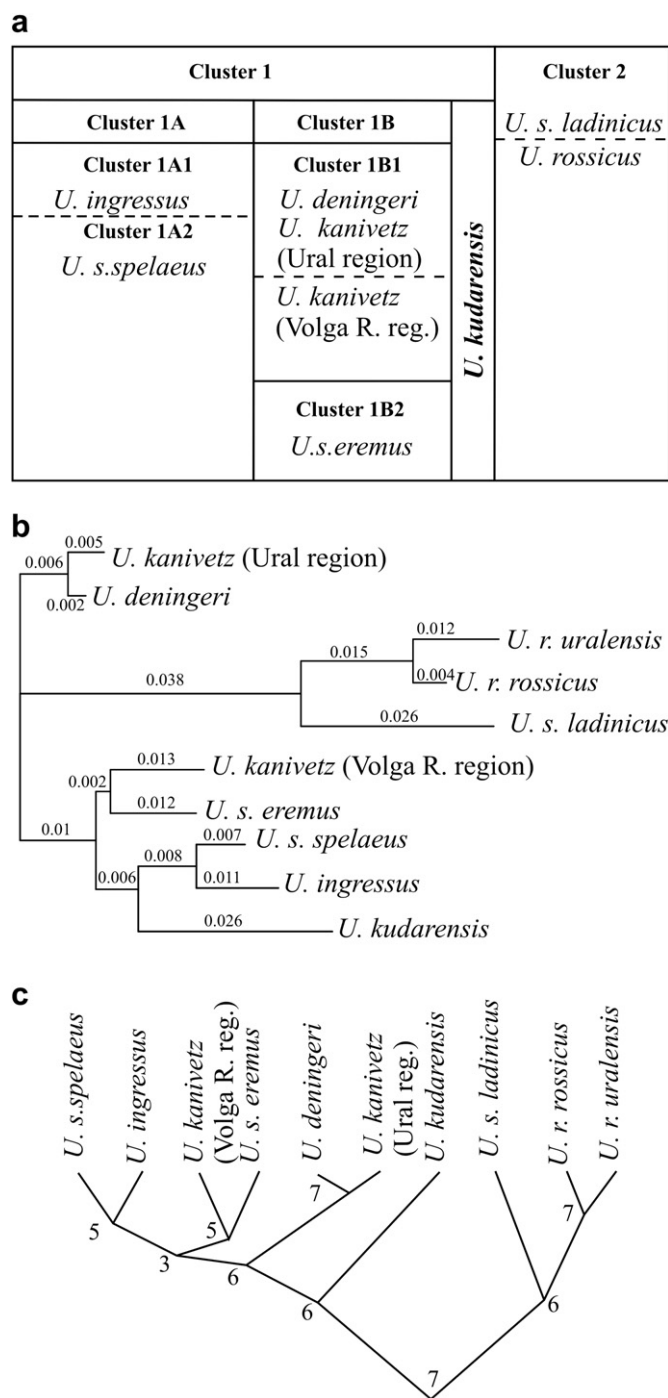 a
Cluster 1
Cluster 2
Cluster 1A
Cluster 1B
U. s. ladinicus
U. rossicus
Cluster 1A1
U. ingressus
Cluster 1A2
U. s.spelaeus
Cluster 1B1
U. deningeri
U. kanivetz
(Ural region)
U. kanivetz
(Volga R. reg.)
Cluster 1B2
U.s.eremus
U. kudarensis
b
0.005
U. kanivetz (Ural region)
0.006
0.002
U. deningeri
0.012
U. r. uralensis
0.015
0.004
U. r. rossicus
0.038
0.026
U. s. ladinicus
0.013
U. kanivetz (Volga R. region)
0.002
0.012
U. s. eremus
0.01
0.007
U. s. spelaeus
0.008
0.011
U. ingressus
0.006
0.026
U. kudarensis
c
U. s.spelaeus
U. ingressus
U. kanivetz
(Volga R. reg.)
U. s. eremus
U. deningeri
U. kanivetz
(Ural reg.)
U. kudarensis
U. s. ladinicus
U. r. rossicus
U. r. uralensis
7
7
5
5
3
6
6
6
7